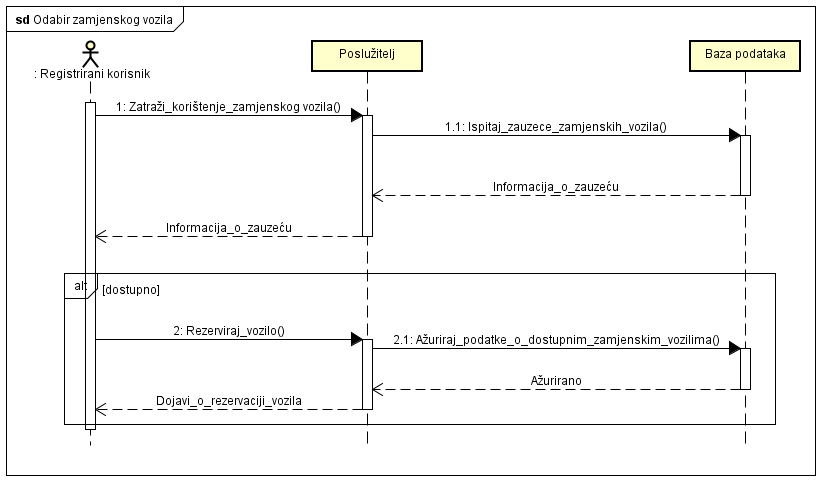 sd Odabir zamjenskog vozila
: Registrirani korisnik
Poslužitelj
Baza podataka
1: Zatraži_korištenje_zamjenskog vozila()
1.1: Ispitaj_zauzece_zamjenskih_vozila()
Informacija_o_zauzeću
Informacija_o_zauzeću
alt
[dostupno]
2: Rezerviraj_vozilo()
2.1: Ažuriraj_podatke_o_dostupnim_zamjenskim_vozilima()
Ažurirano
Dojavi_o_rezervaciji_vozila